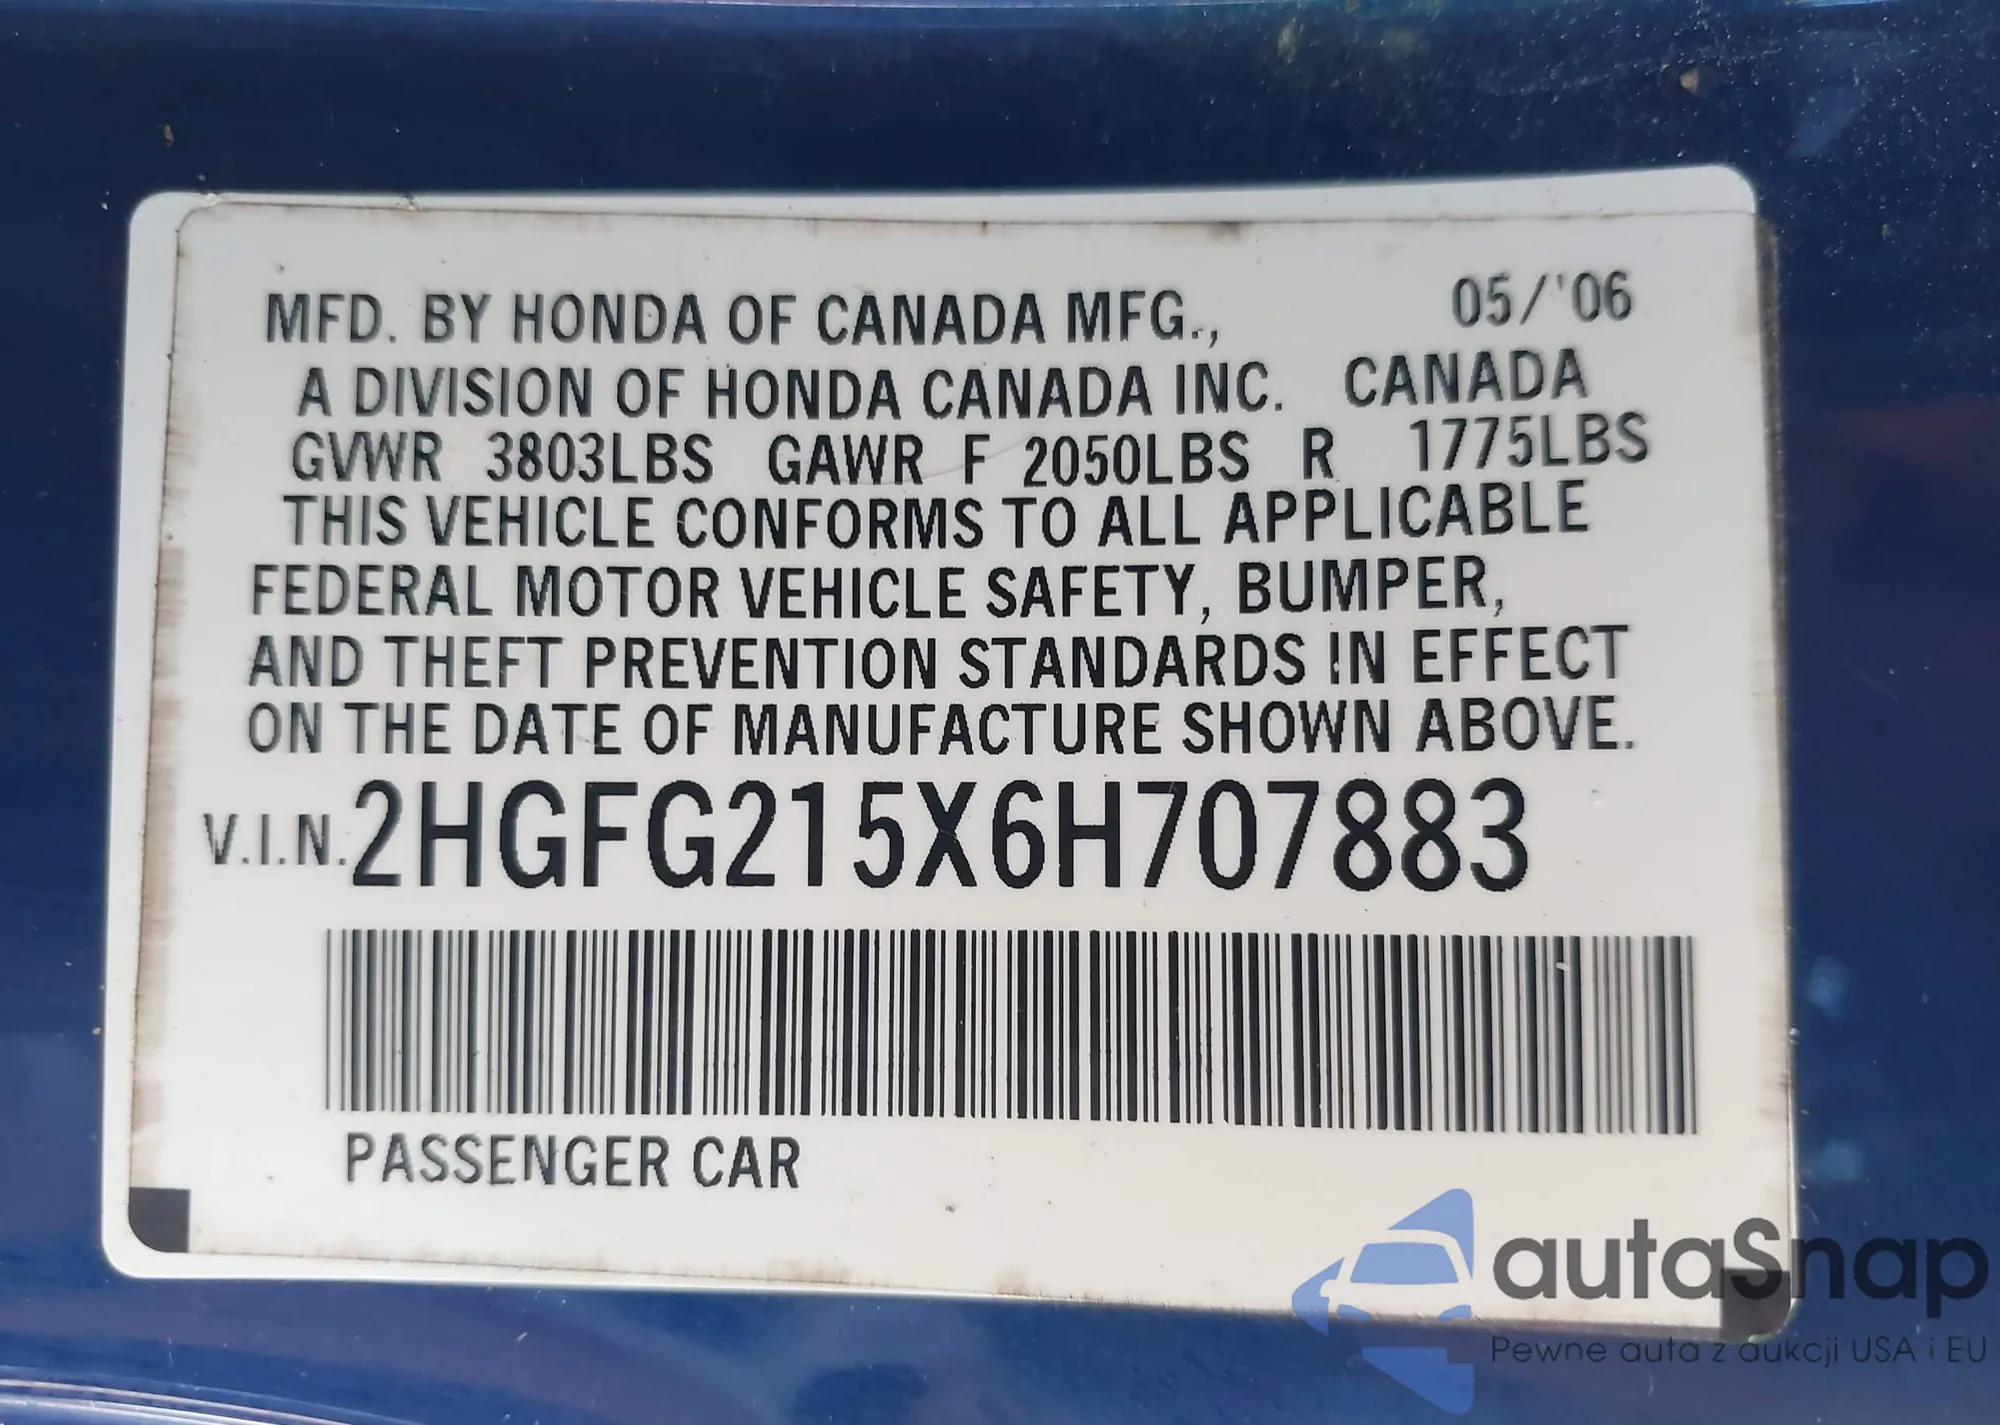 MFD. BY HONDA OF CANADA MFG., 05/'06
A DIVISION OF HONDA CANADA INC. CANADA
GVWR 3803LBS GAWR F 2050LBS R 1775LBS
THIS VEHICLE CONFORMS TO ALL APPLICABLE
FEDERAL MOTOR VEHICLE SAFETY, BUMPER,
AND THEFT PREVENTION STANDARDS IN EFFECT
ON THE DATE OF MANUFACTURE SHOWN ABOVE.
V.I.N. 2HGFG215X6H707883
PASSENGER CAR
autaSnap
Pewne auta z aukcji USA i EU